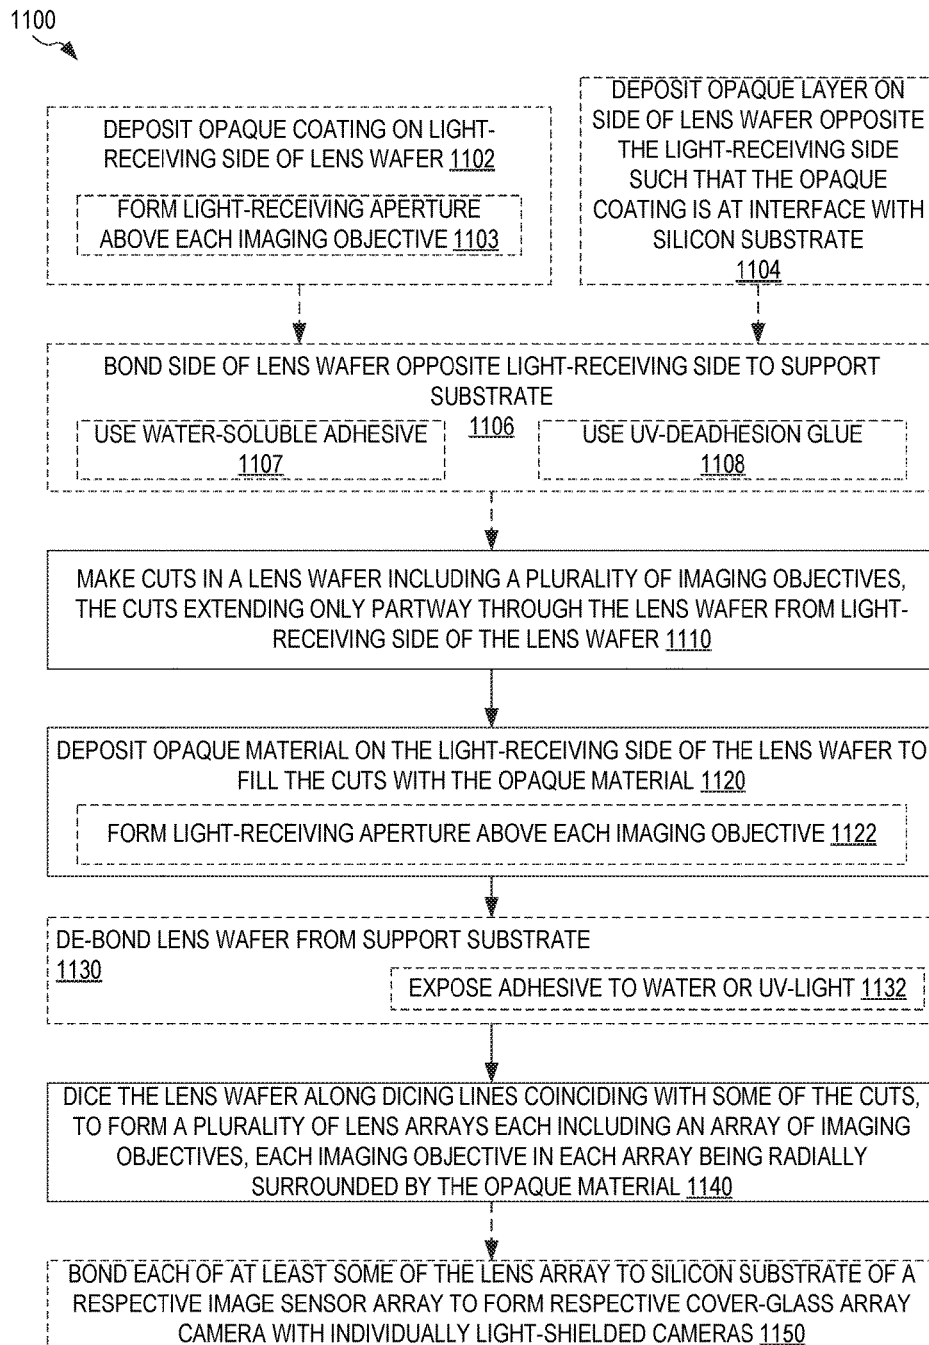 1100
DEPOSIT OPAQUE COATING ON LIGHT-
RECEIVING SIDE OF LENS WAFER 1102
FORM LIGHT-RECEIVING APERTURE
ABOVE EACH IMAGING OBJECTIVE 1103
DEPOSIT OPAQUE LAYER ON
SIDE OF LENS WAFER OPPOSITE
THE LIGHT-RECEIVING SIDE
SUCH THAT THE OPAQUE
COATING IS AT INTERFACE WITH
SILICON SUBSTRATE
1104
BOND SIDE OF LENS WAFER OPPOSITE LIGHT-RECEIVING SIDE TO SUPPORT
SUBSTRATE
1106
USE WATER-SOLUBLE ADHESIVE
1107
USE UV-DEADHESION GLUE
1108
MAKE CUTS IN A LENS WAFER INCLUDING A PLURALITY OF IMAGING OBJECTIVES,
THE CUTS EXTENDING ONLY PARTWAY THROUGH THE LENS WAFER FROM LIGHT-
RECEIVING SIDE OF THE LENS WAFER 1110
DEPOSIT OPAQUE MATERIAL ON THE LIGHT-RECEIVING SIDE OF THE LENS WAFER TO
FILL THE CUTS WITH THE OPAQUE MATERIAL 1120
FORM LIGHT-RECEIVING APERTURE ABOVE EACH IMAGING OBJECTIVE 1122
DE-BOND LENS WAFER FROM SUPPORT SUBSTRATE
1130
EXPOSE ADHESIVE TO WATER OR UV-LIGHT 1132
DICE THE LENS WAFER ALONG DICING LINES COINCIDING WITH SOME OF THE CUTS,
TO FORM A PLURALITY OF LENS ARRAYS EACH INCLUDING AN ARRAY OF IMAGING
OBJECTIVES, EACH IMAGING OBJECTIVE IN EACH ARRAY BEING RADIALLY
SURROUNDED BY THE OPAQUE MATERIAL 1140
BOND EACH OF AT LEAST SOME OF THE LENS ARRAY TO SILICON SUBSTRATE OF A
RESPECTIVE IMAGE SENSOR ARRAY TO FORM RESPECTIVE COVER-GLASS ARRAY
CAMERA WITH INDIVIDUALLY LIGHT-SHIELDED CAMERAS 1150